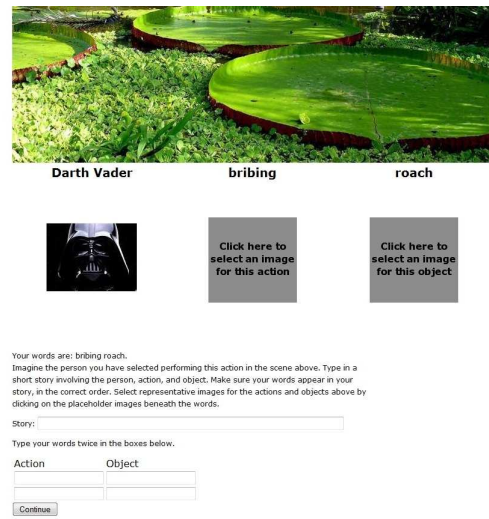 Darth Vader bribing roach
Click here to select an image for this action
Click here to select an image for this object
Your words are: bribing roach.
Imagine the person you have selected performing this action in the scene above. Type in a
short story involving the person, action, and object. Make sure your words appear in your
story, in the correct order. Select representative images for the actions and objects above by
clicking on the placeholder images beneath the words.
Story:
Type your words twice in the boxes below.
Action Object
Continue